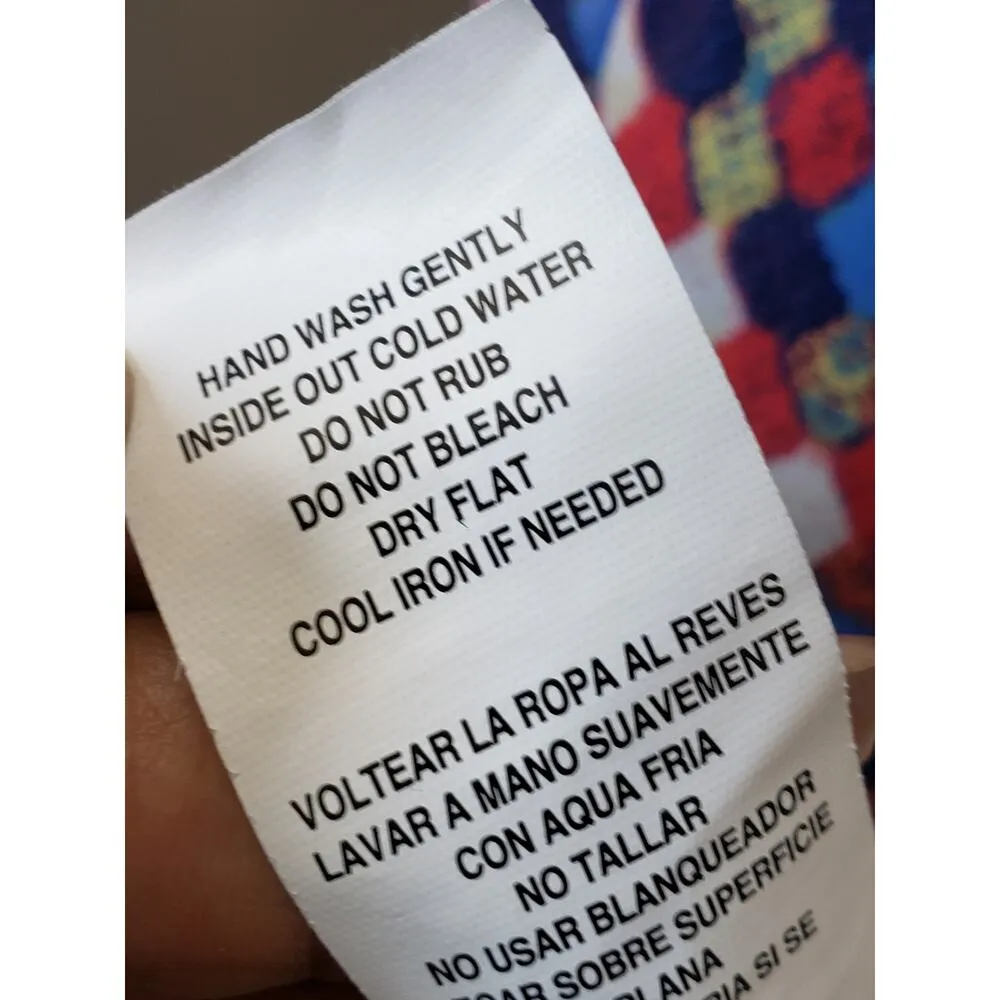 HAND WASH GENTLY
INSIDE OUT COLD WATER
DO NOT RUB
DO NOT BLEACH
DRY FLAT
COOL IRON IF NEEDED
VOLTEAR LA ROPA AL REVES
LAVAR A MANO SUAVEMENTE
CON AQUA FRIA
NO TALLAR
NO USAR BLANQUEADOR
SOBRE SUPERFICIE
SI SE